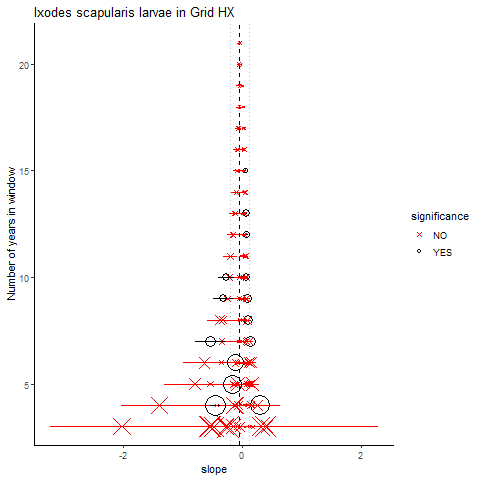 Ixodes scapularis larvae in Grid HX
Number of years in window
20
15
10
5
-2
0
2
slope
significance
NO
YES